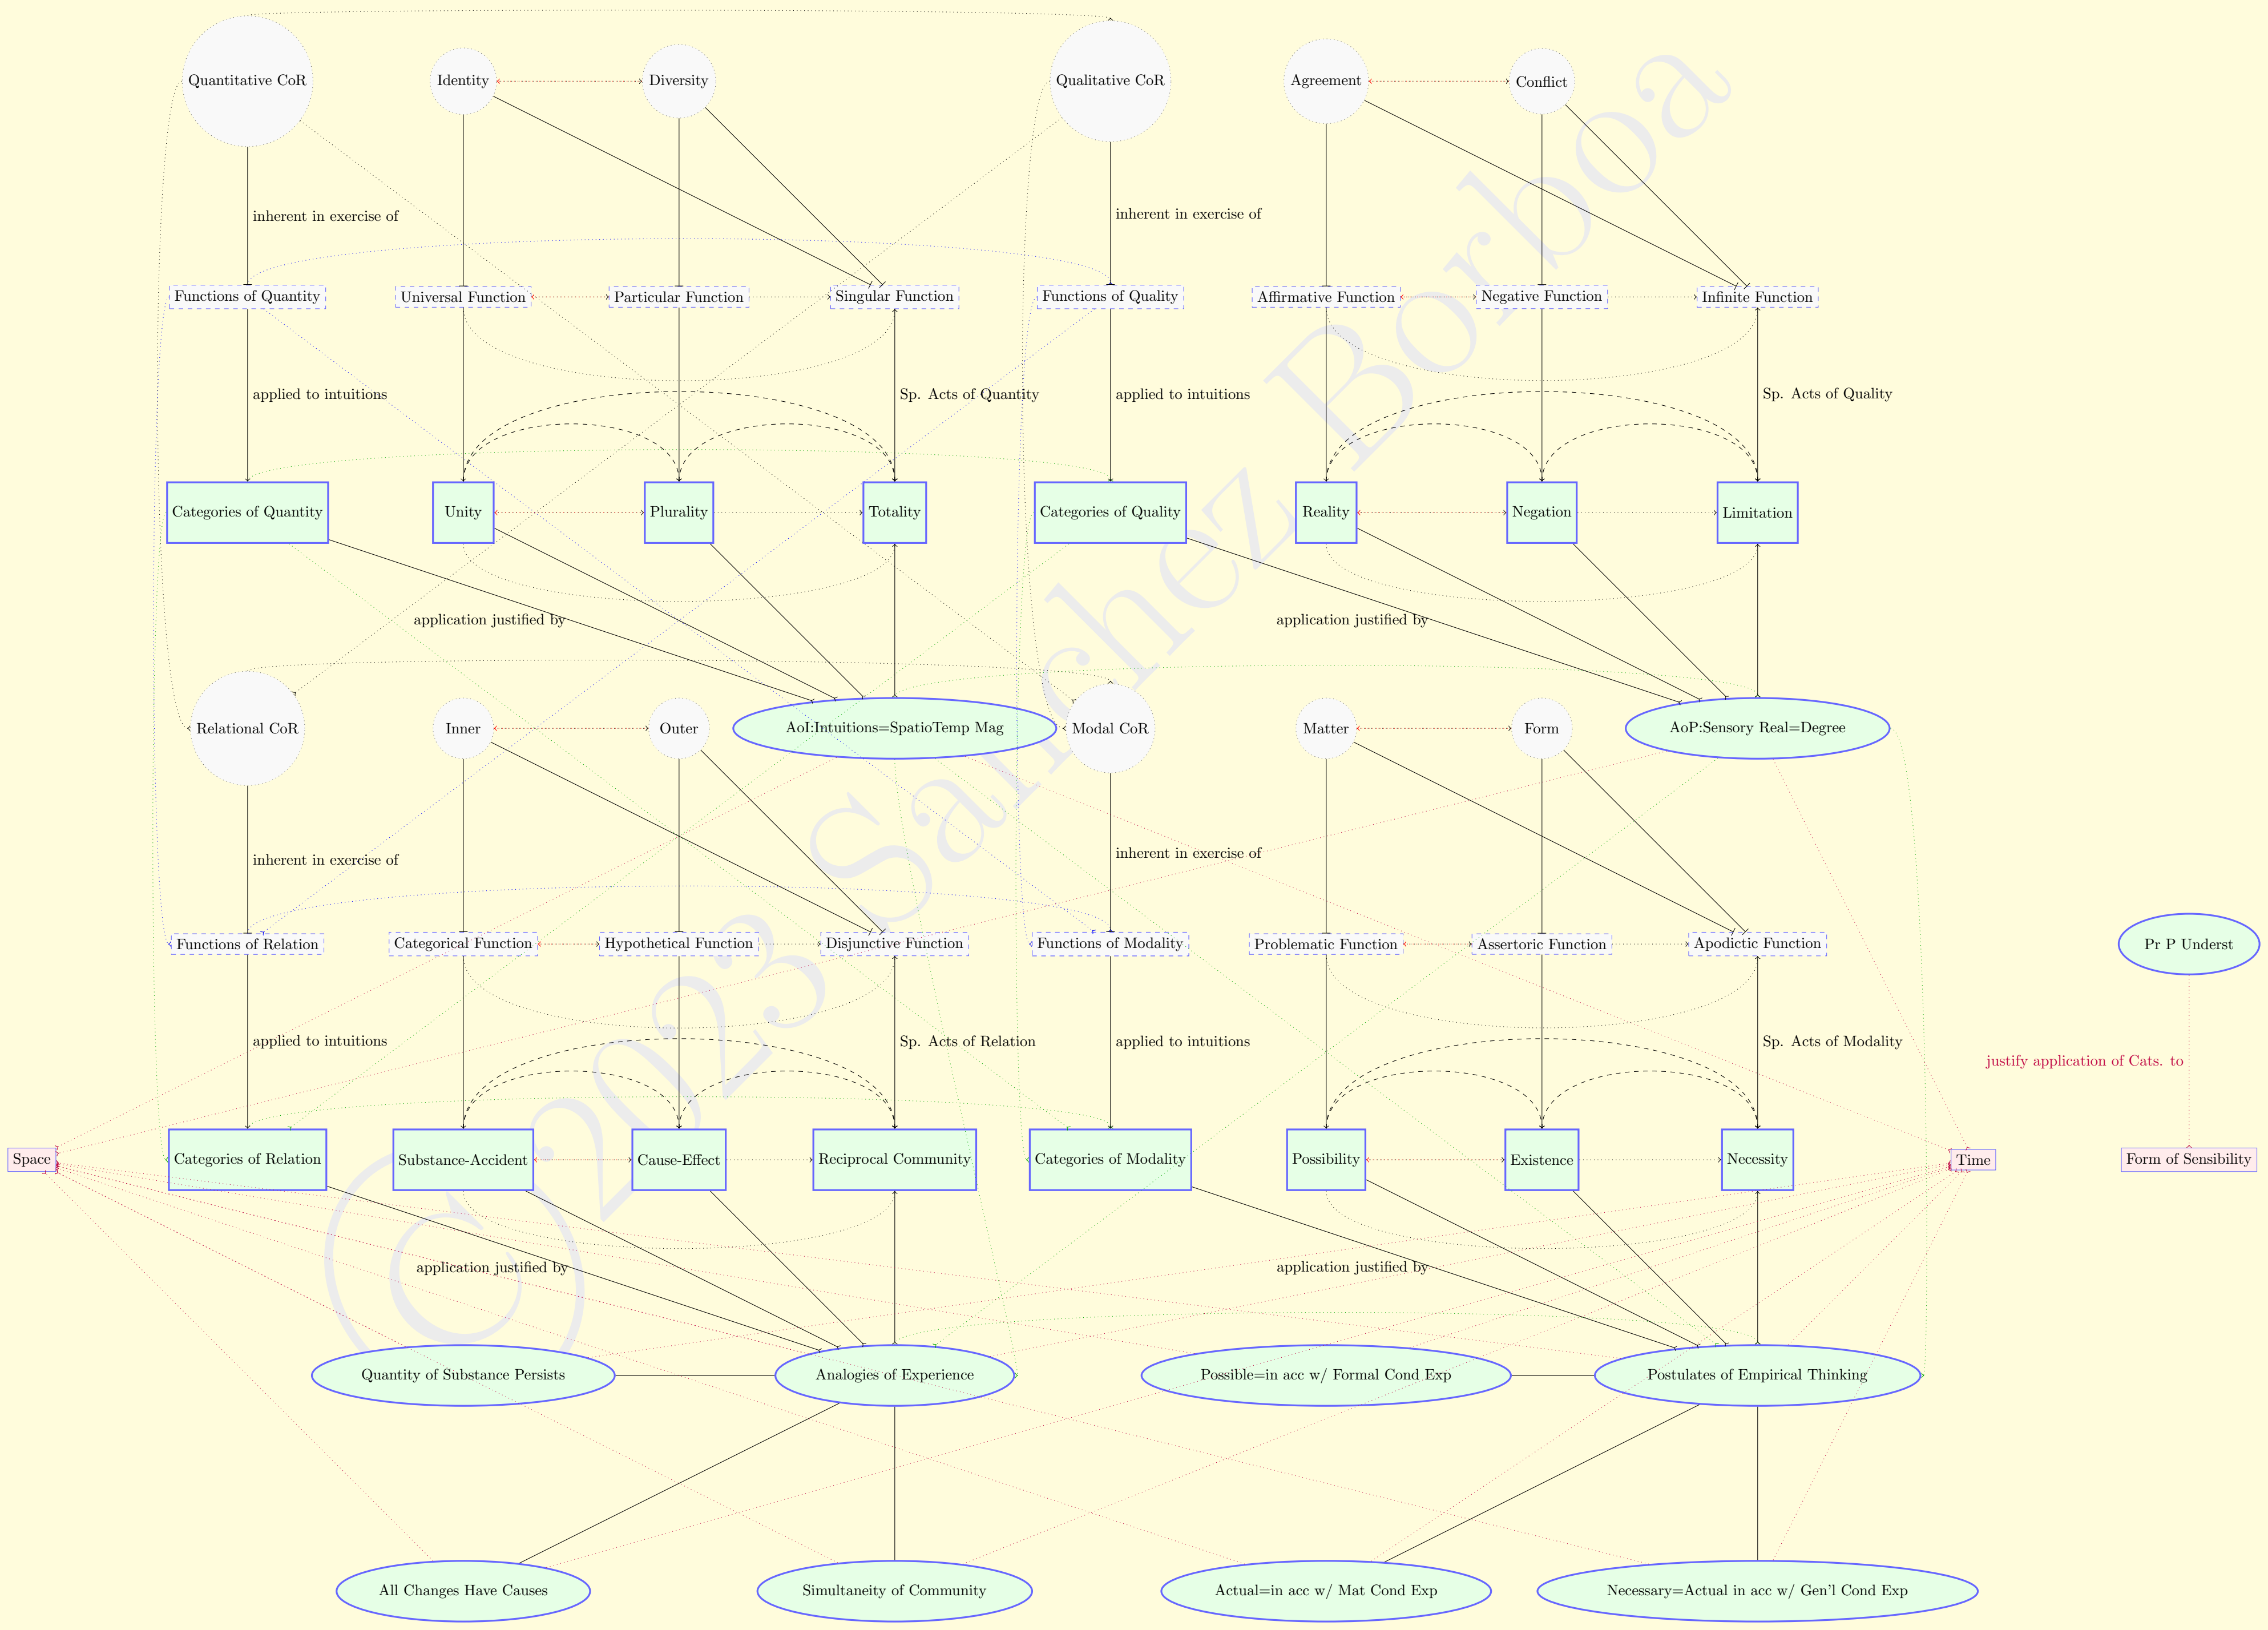 Quantitative CoR
Identity
Diversity
Qualitative CoR
Agreement
Conflict
inherent in exercise of
inherent in exercise of
Functions of Quantity
Universal Function
Particular Function
Singular Function
Functions of Quality
Affirmative Function
Negative Function
Infinite Function
applied to intuitions
Sp. Acts of Quantity
applied to intuitions
Sp. Acts of Quality
Categories of Quantity
Unity
Plurality
Totality
Categories of Quality
Reality
Negation
Limitation
application justified by
application justified by
Relational CoR
Inner
Outer
AoI:Intuitions=SpatioTemp Mag
Modal CoR
Matter
Form
AoP:Sensory Real=Degree
inherent in exercise of
inherent in exercise of
Functions of Relation
Categorical Function
Hypothetical Function
Disjunctive Function
Functions of Modality
Problematic Function
Assertoric Function
Apodictic Function
Pr P Underst
applied to intuitions
Sp. Acts of Relation
applied to intuitions
Sp. Acts of Modality
justify application of Cats. to
Space
Categories of Relation
Substance-Accident
Cause-Effect
Reciprocal Community
Categories of Modality
Possibility
Existence
Necessity
Time
Form of Sensibility
application justified by
application justified by
Quantity of Substance Persists
Analogies of Experience
Possible=in acc w/ Formal Cond Exp
Postulates of Empirical Thinking
All Changes Have Causes
Simultaneity of Community
Actual=in acc w/ Mat Cond Exp
Necessary=Actual in acc w/ Gen'l Cond Exp
©2023 Sanchez Borboa